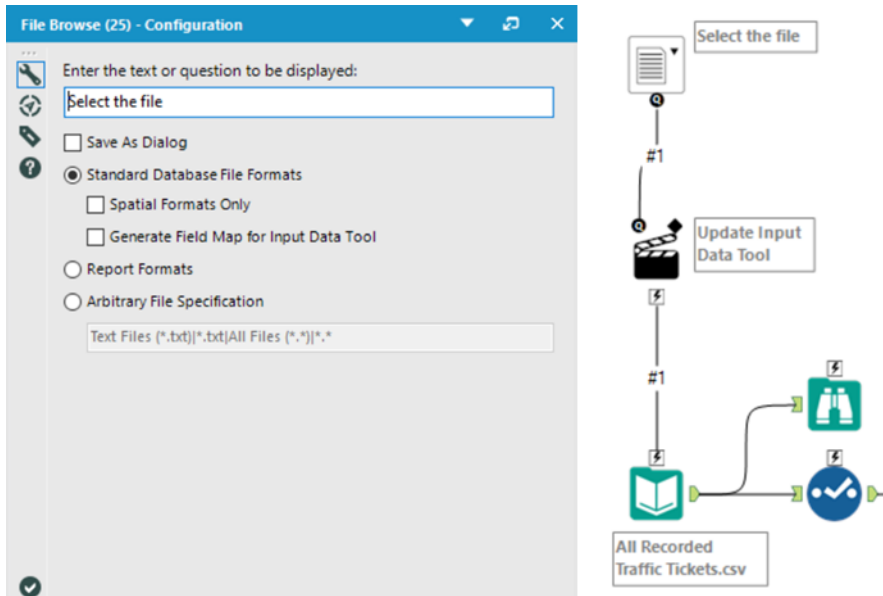 File Browse (25) - Configuration
Enter the text or question to be displayed:
Select the file
Save As Dialog
Standard Database File Formats
Spatial Formats Only
Generate Field Map for Input Data Tool
Report Formats
Arbitrary File Specification
Text Files (*.txt)|*.txt|All Files (*.*)|*.*
Select the file
Q
#1
Q
Update Input
Data Tool
#1
All Recorded
Traffic Tickets.csv